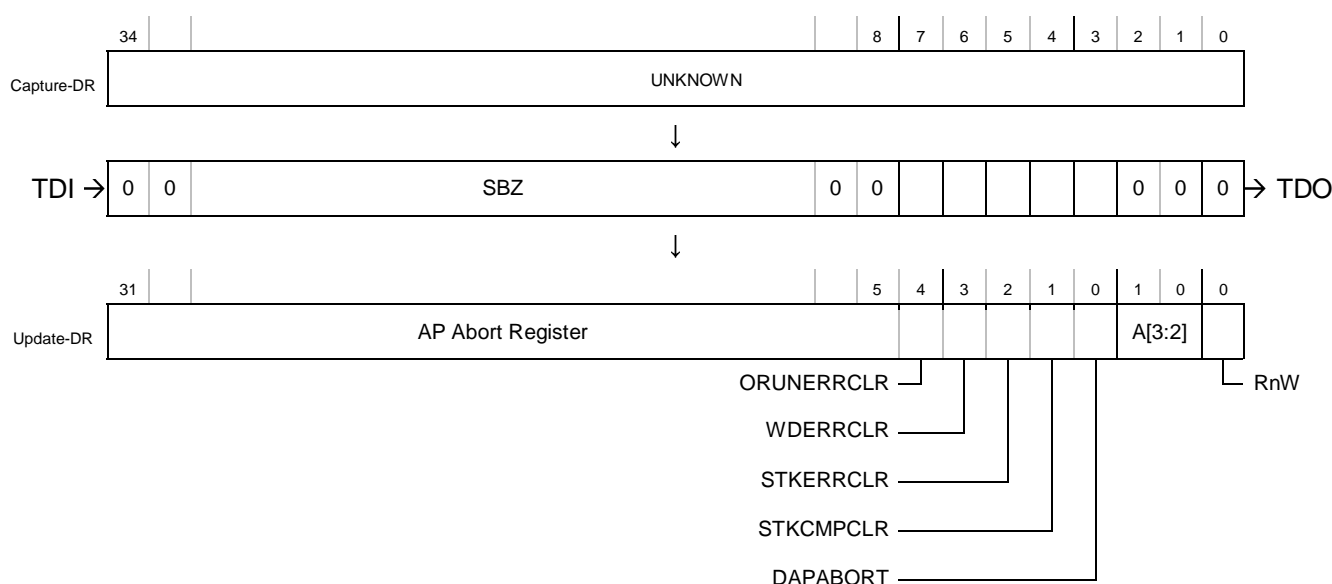 34 8 7 6 5 4 3 2 1 0
Capture-DR UNKNOWN
↓
TDI → 0 0 SBZ 0 0 0 0 0 → TDO
↓
31 5 4 3 2 1 0 1 0 0
Update-DR AP Abort Register A[3:2]
ORUNERRCLR RnW
WDERRCLR
STKERRCLR
STKCMPCLR
DAPABORT